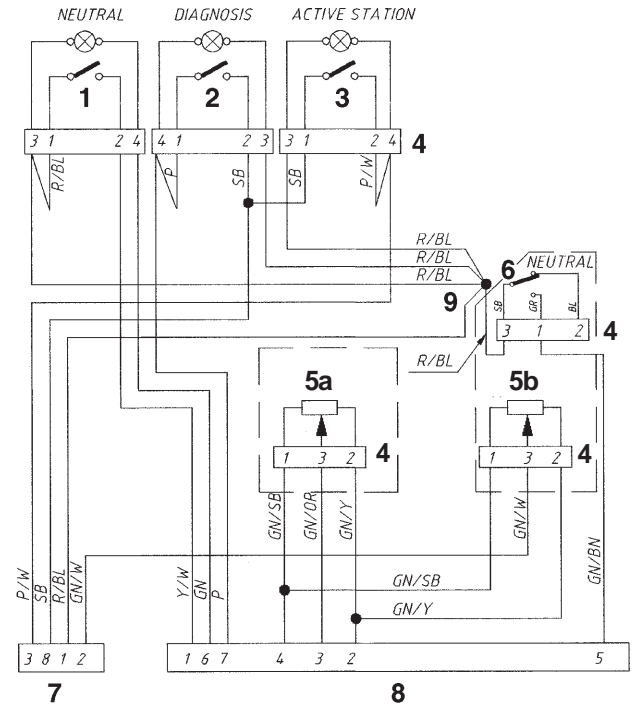 NEUTRAL DIAGNOSIS ACTIVE STATION
1 2 3
3 1 2 4 4 1 2 3 3 1 2 4 4
R/BL P SB SB P/W
R/BL
R/BL
R/BL
6 NEUTRAL
9
SB GR BL
3 1 2 4
R/BL
5a 5b
1 3 2 4 1 3 2 4
GN/SB GN/OR GN/Y GN/W
P/W SB R/BL GN/W Y/W GN P GN/BN
GN/SB
GN/Y
3 8 1 2 1 6 7 4 3 2 5
7 8